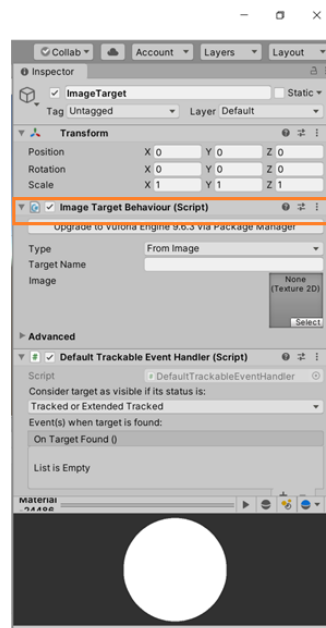 Collab Account Layers Layout
Inspector
ImageTarget Static
Tag Untagged Layer Default
Transform
Position X 0 Y 0 Z 0
Rotation X 0 Y 0 Z 0
Scale X 1 Y 1 Z 1
Image Target Behaviour (Script)
Upgrade to Vuforia Engine 9.6.3 via Package Manager
Type From Image
Target Name
Image None
(Texture 2D)
Select
Advanced
Default Trackable Event Handler (Script)
Script # DefaultTrackableEventHandler
Consider target as visible if its status is:
Tracked or Extended Tracked
Event(s) when target is found:
On Target Found ()
List is Empty
Material
-24486